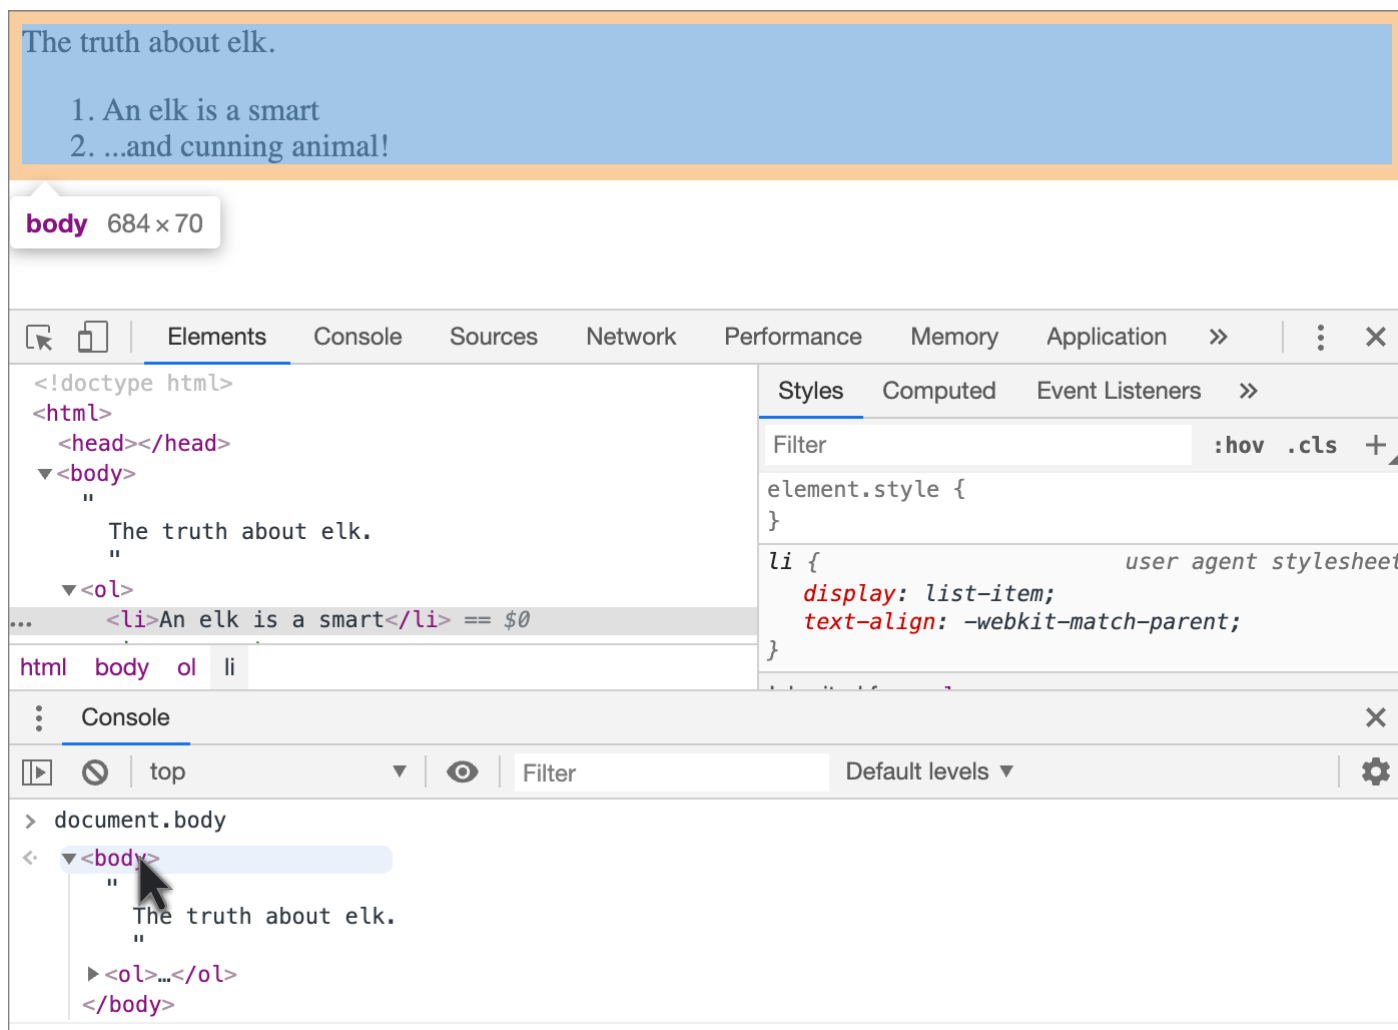 The truth about elk.
1. An elk is a smart
2. ...and cunning animal!
body 684 × 70
Elements Console Sources Network Performance Memory Application »
<!doctype html>
<html>
<head></head>
▼<body>
"
The truth about elk.
"
▼<ol>
... <li>An elk is a smart</li> == $0
html body ol li
Styles Computed Event Listeners »
Filter :hov .cls +
element.style {
}
li { user agent stylesheet
display: list-item;
text-align: -webkit-match-parent;
}
Console
top ▼ Filter Default levels ▼
> document.body
▼<body>
"
The truth about elk.
"
▶<ol>…</ol>
</body>